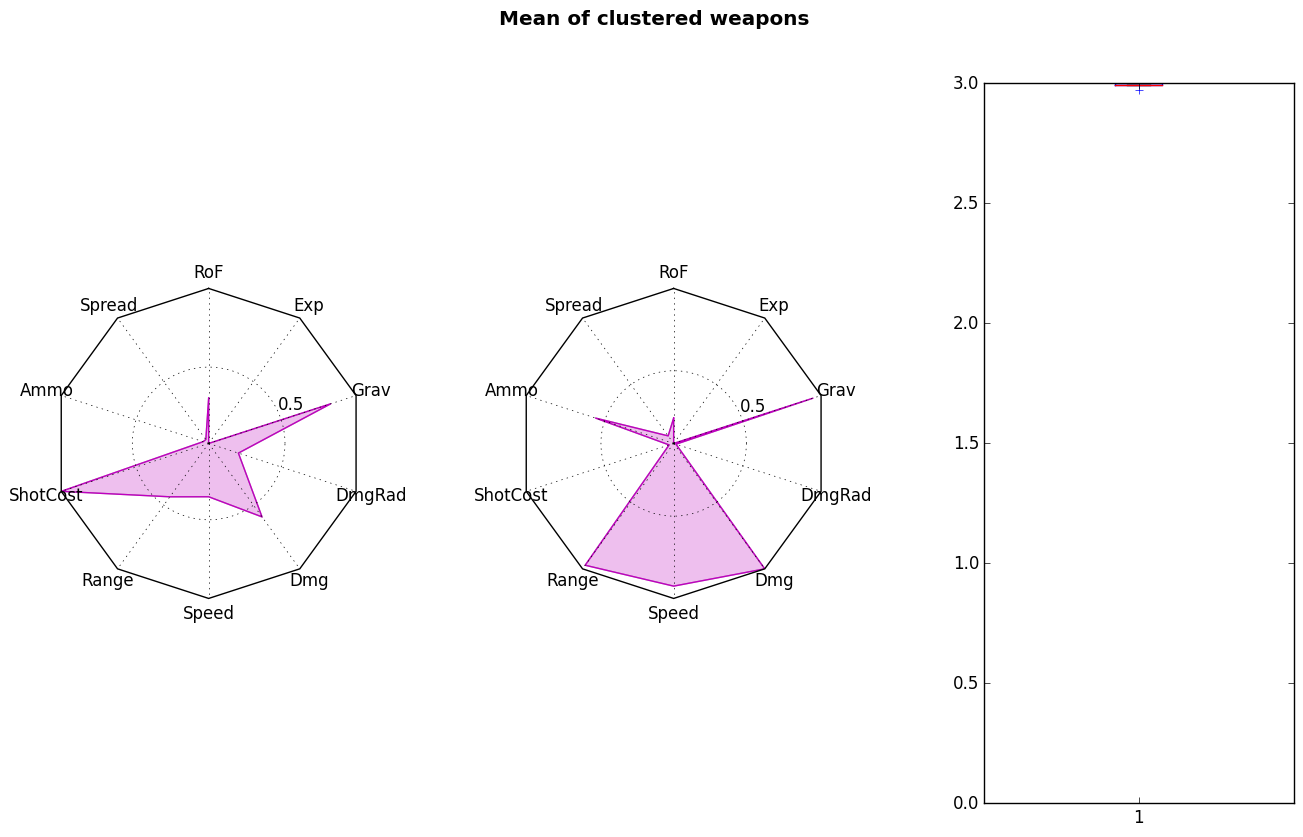 Mean of clustered weapons
RoF
Exp
Grav
DmgRad
Dmg
Speed
Range
ShotCost
Ammo
Spread
0.5
RoF
Exp
Grav
DmgRad
Dmg
Speed
Range
ShotCost
Ammo
Spread
0.5
3.0
2.5
2.0
1.5
1.0
0.5
0.0
1